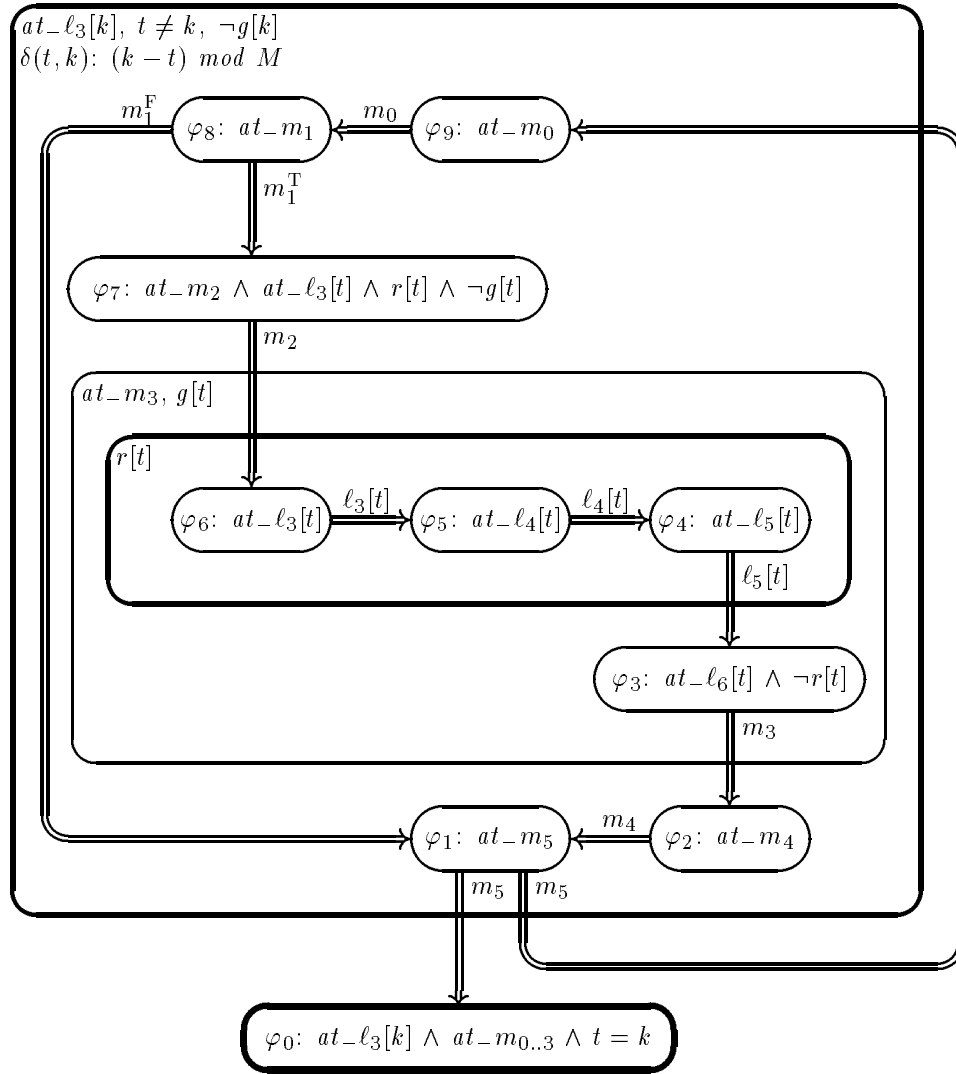 at_ℓ₃[k], t ≠ k, ¬g[k]
δ(t, k): (k − t) mod M
m₁ᶠ
φ₈: at_m₁
m₀
φ₉: at_m₀
m₁ᵀ
φ₇: at_m₂ ∧ at_ℓ₃[t] ∧ r[t] ∧ ¬g[t]
m₂
at_m₃, g[t]
r[t]
φ₆: at_ℓ₃[t]
ℓ₃[t]
φ₅: at_ℓ₄[t]
ℓ₄[t]
φ₄: at_ℓ₅[t]
ℓ₅[t]
φ₃: at_ℓ₆[t] ∧ ¬r[t]
m₃
φ₁: at_m₅
m₄
φ₂: at_m₄
m₅
m₅
φ₀: at_ℓ₃[k] ∧ at_m₀..₃ ∧ t = k